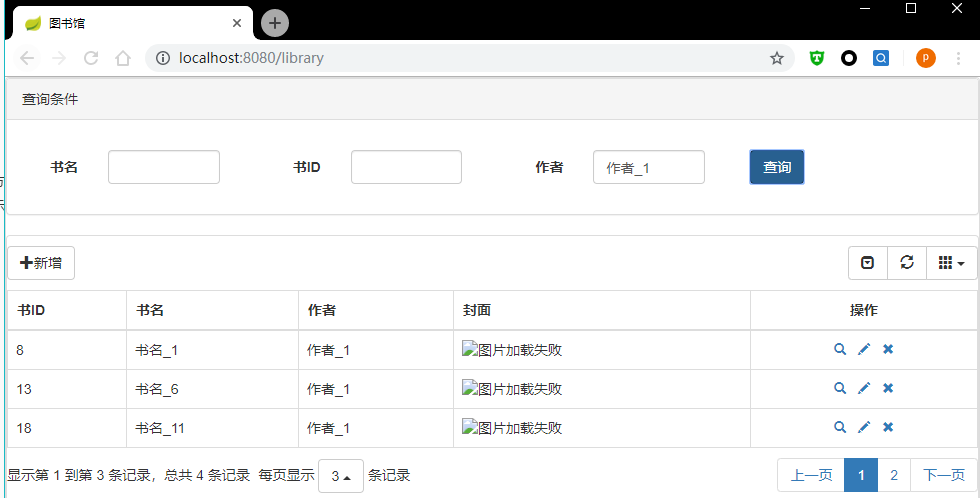 图书馆
localhost:8080/library
P
查询条件
书名 书ID 作者 作者_1 查询
新增
书ID 书名 作者 封面 操作
8 书名_1 作者_1 图片加载失败
13 书名_6 作者_1 图片加载失败
18 书名_11 作者_1 图片加载失败
显示第 1 到第 3 条记录，总共 4 条记录 每页显示 3 条记录 上一页 1 2 下一页